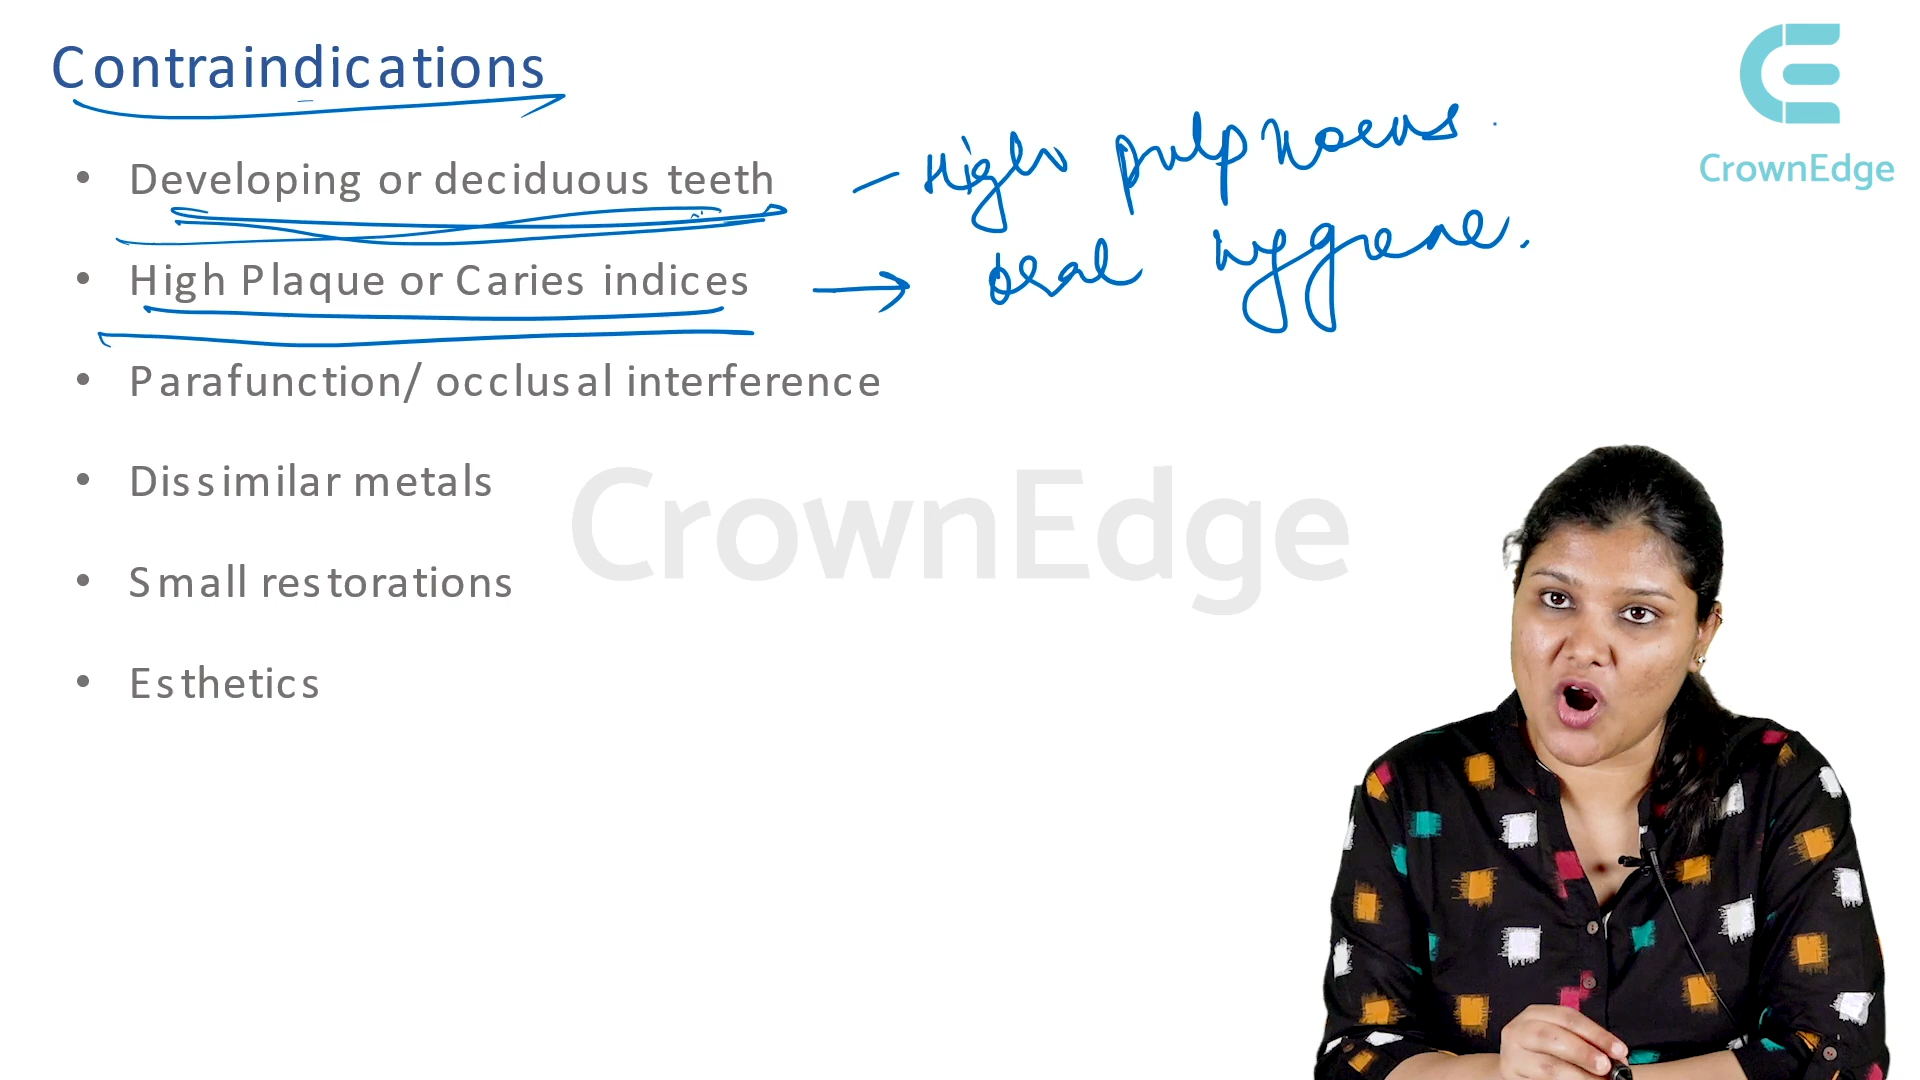 Contraindications
CrownEdge
• Developing or deciduous teeth - High pulp horns.
• High Plaque or Caries indices → oral hygiene.
• Parafunction/ occlusal interference
• Dissimilar metals
CrownEdge
• Small restorations
• Esthetics